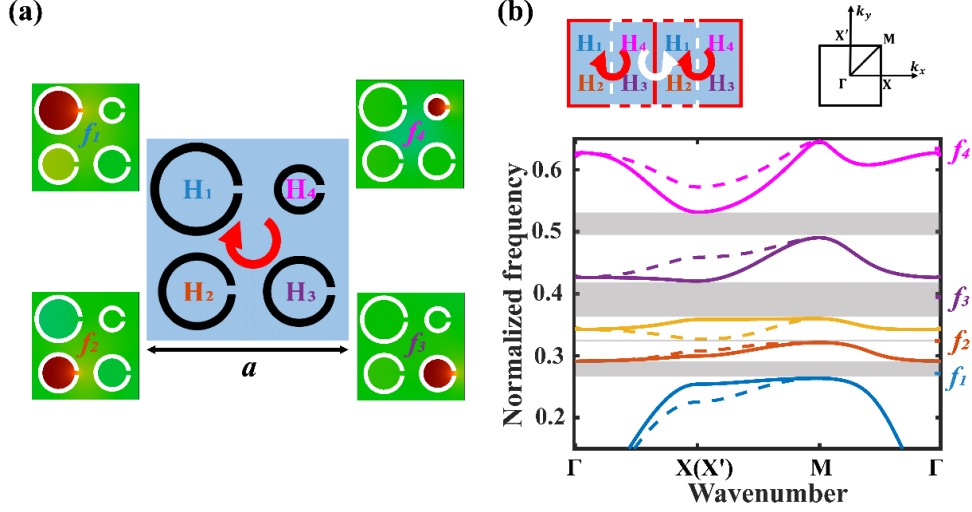 (a)
f1
f4
H1
H4
H2
H3
f2
f3
a
(b)
H1 H4 H1 H4
H2 H3 H2 H3
ky
X' M
kx
Γ X
Normalized frequency
0.6
0.5
0.4
0.3
0.2
f4
f3
f2
f1
Γ X(X') M Γ
Wavenumber